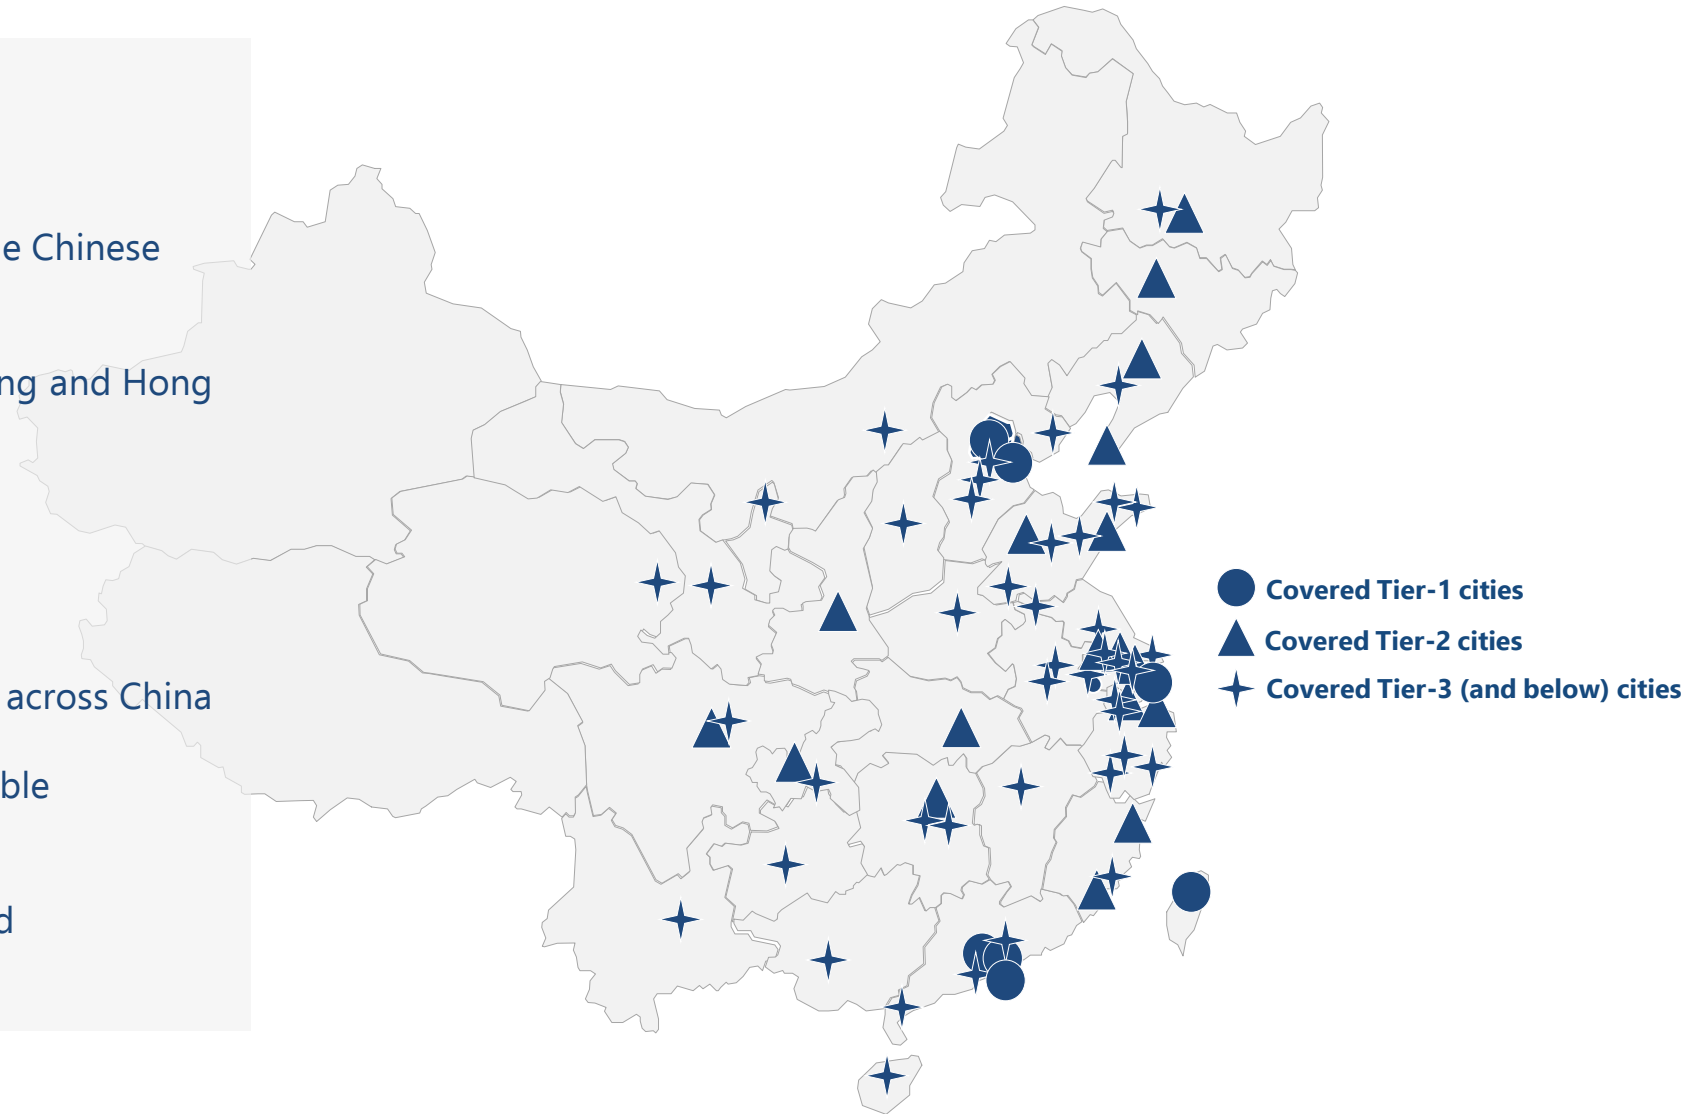 e Chinese
ng and Hong
across China
ble
d
Covered Tier-1 cities
Covered Tier-2 cities
Covered Tier-3 (and below) cities